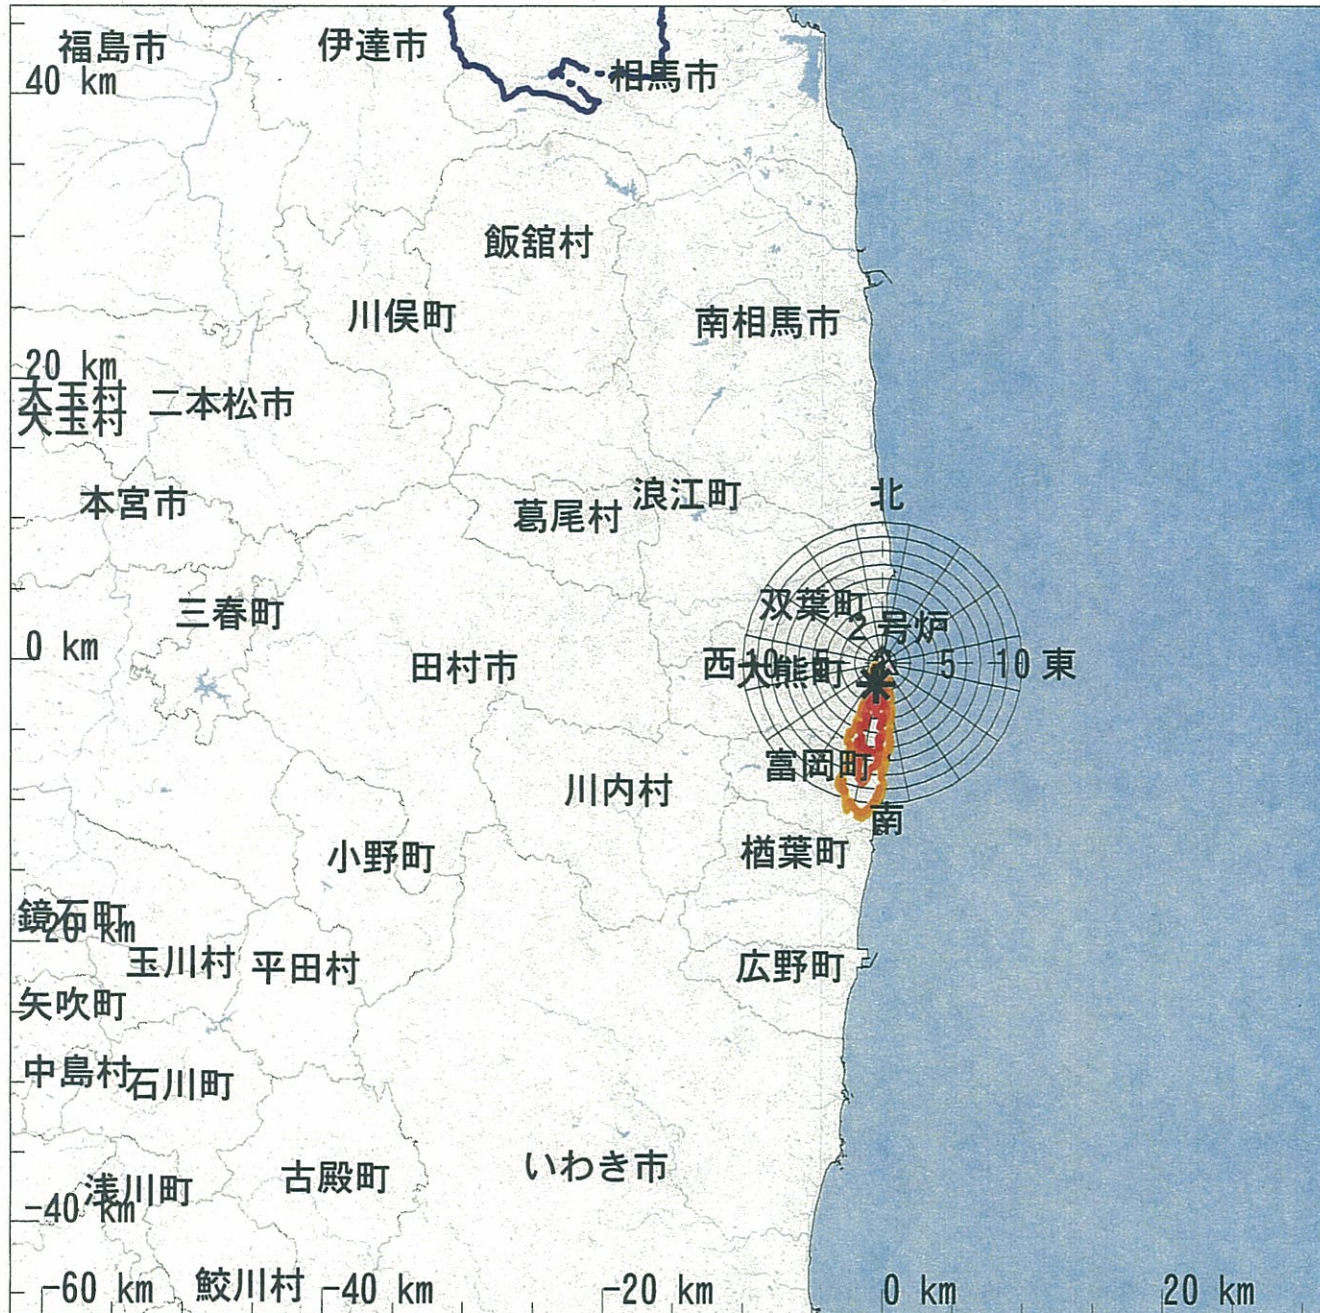 福島市
伊達市
相馬市
40 km
飯舘村
川俣町
南相馬市
20 km
大玉村
二本松市
大玉村
本宮市
葛尾村
浪江町
北
双葉町
三春町
2号炉
0 km
田村市
西
10
5
0
5
10
東
大熊町
富岡町
川内村
南
小野町
楢葉町
鏡石町
-20 km
玉川村
平田村
広野町
矢吹町
中島村
石川町
いわき市
古殿町
浅川町
-40 km
-60 km
鮫川村
-40 km
-20 km
0 km
20 km